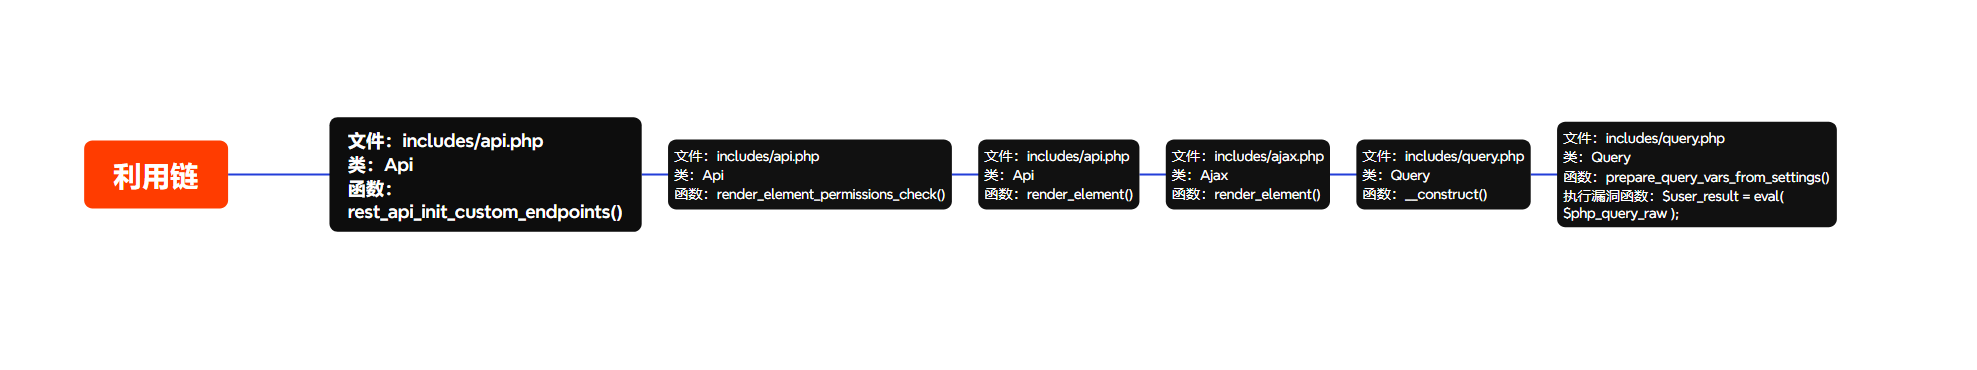 利用链
文件：includes/api.php
类：Api
函数：
rest_api_init_custom_endpoints()
文件：includes/api.php
类：Api
函数：render_element_permissions_check()
文件：includes/api.php
类：Api
函数：render_element()
文件：includes/ajax.php
类：Ajax
函数：render_element()
文件：includes/query.php
类：Query
函数：__construct()
文件：includes/query.php
类：Query
函数：prepare_query_vars_from_settings()
执行漏洞函数：$user_result = eval(
$php_query_raw );